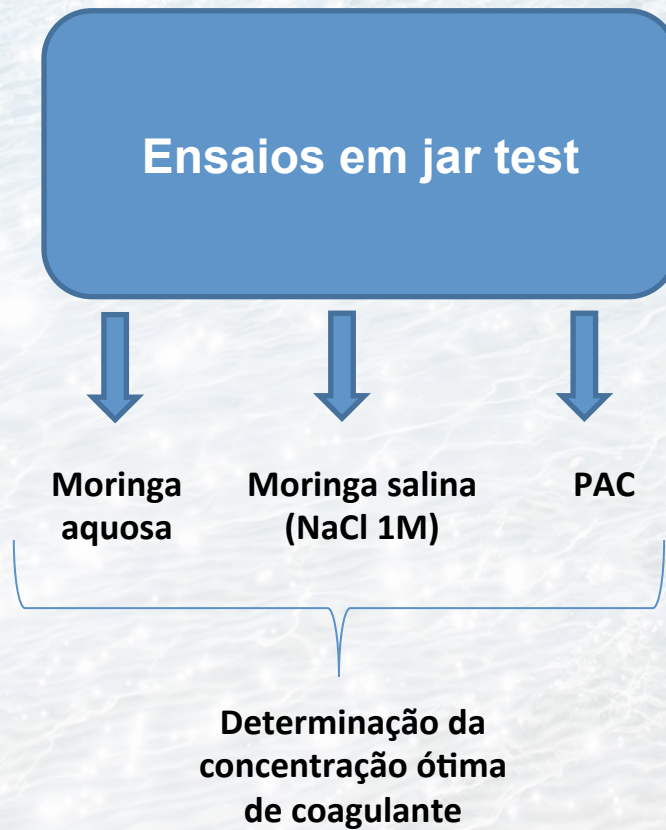 Ensaios em jar test
Moringa aquosa
Moringa salina (NaCl 1M)
PAC
Determinação da
concentração ótima
de coagulante